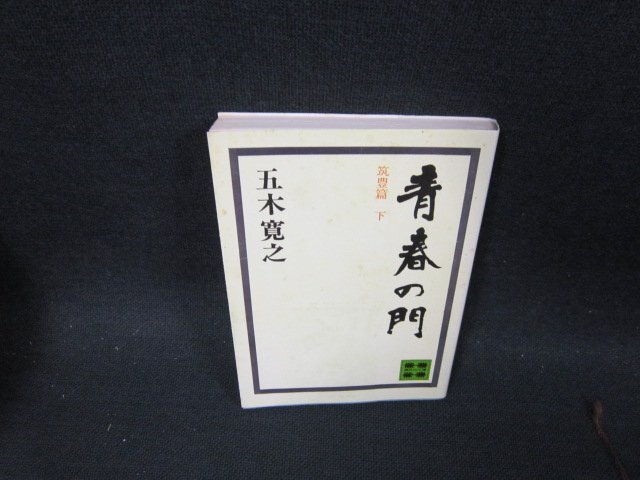 青春の門
筑豊篇 下
五木寛之